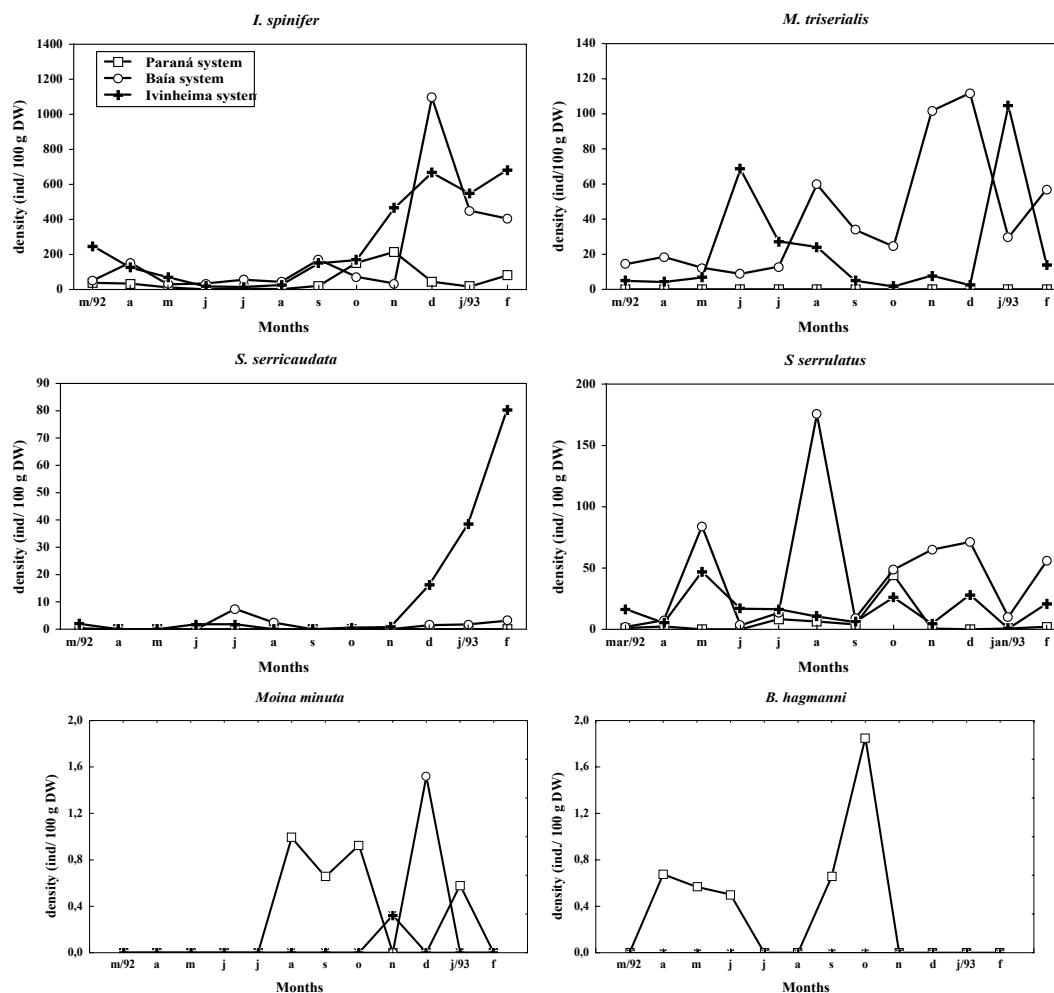 I. spinifer
density (ind/ 100 g DW)
1400
1200
1000
800
600
400
200
0
Paraná system
Baía system
Ivinheima system
m/92 a m j j a s o n d j/93 f
Months
M. triserialis
density (ind/100 g DW)
140
120
100
80
60
40
20
0
m/92 a m j j a s o n d j/93 f
Months
S. serricaudata
density (ind/ 100 g DW)
90
80
70
60
50
40
30
20
10
0
m/92 a m j j a s o n d j/93 f
Months
S serrulatus
density (ind/ 100 g DW)
200
150
100
50
0
mar/92 a m j j a s o n d jan/93 f
Months
Moina minuta
density (ind/ 100 g DW)
2,0
1,6
1,2
0,8
0,4
0,0
m/92 a m j j a s o n d j/93 f
Months
B. hagmanni
density (ind./ 100 g DW)
2,0
1,6
1,2
0,8
0,4
0,0
m/92 a m j j a s o n d j/93 f
Months